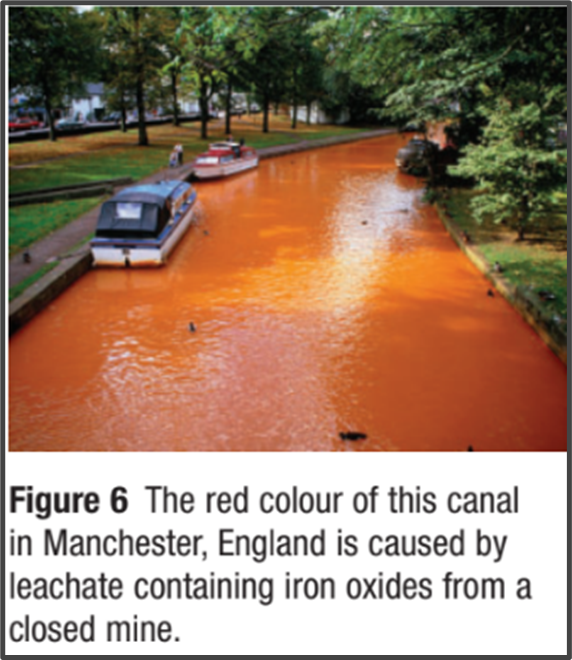 Figure 6 The red colour of this canal
in Manchester, England is caused by
leachate containing iron oxides from a
closed mine.